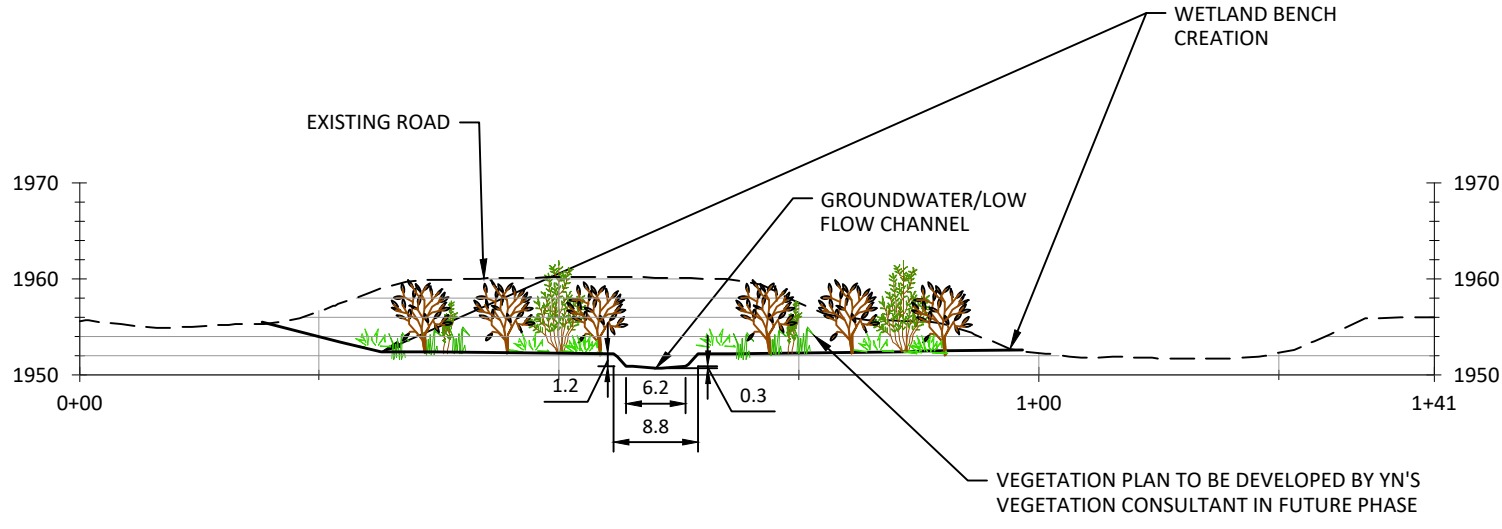 WETLAND BENCH
CREATION
EXISTING ROAD
GROUNDWATER/LOW
FLOW CHANNEL
1970
1970
1960
1960
1950
1950
1.2
6.2
0.3
8.8
0+00
1+00
1+41
VEGETATION PLAN TO BE DEVELOPED BY YN'S
VEGETATION CONSULTANT IN FUTURE PHASE